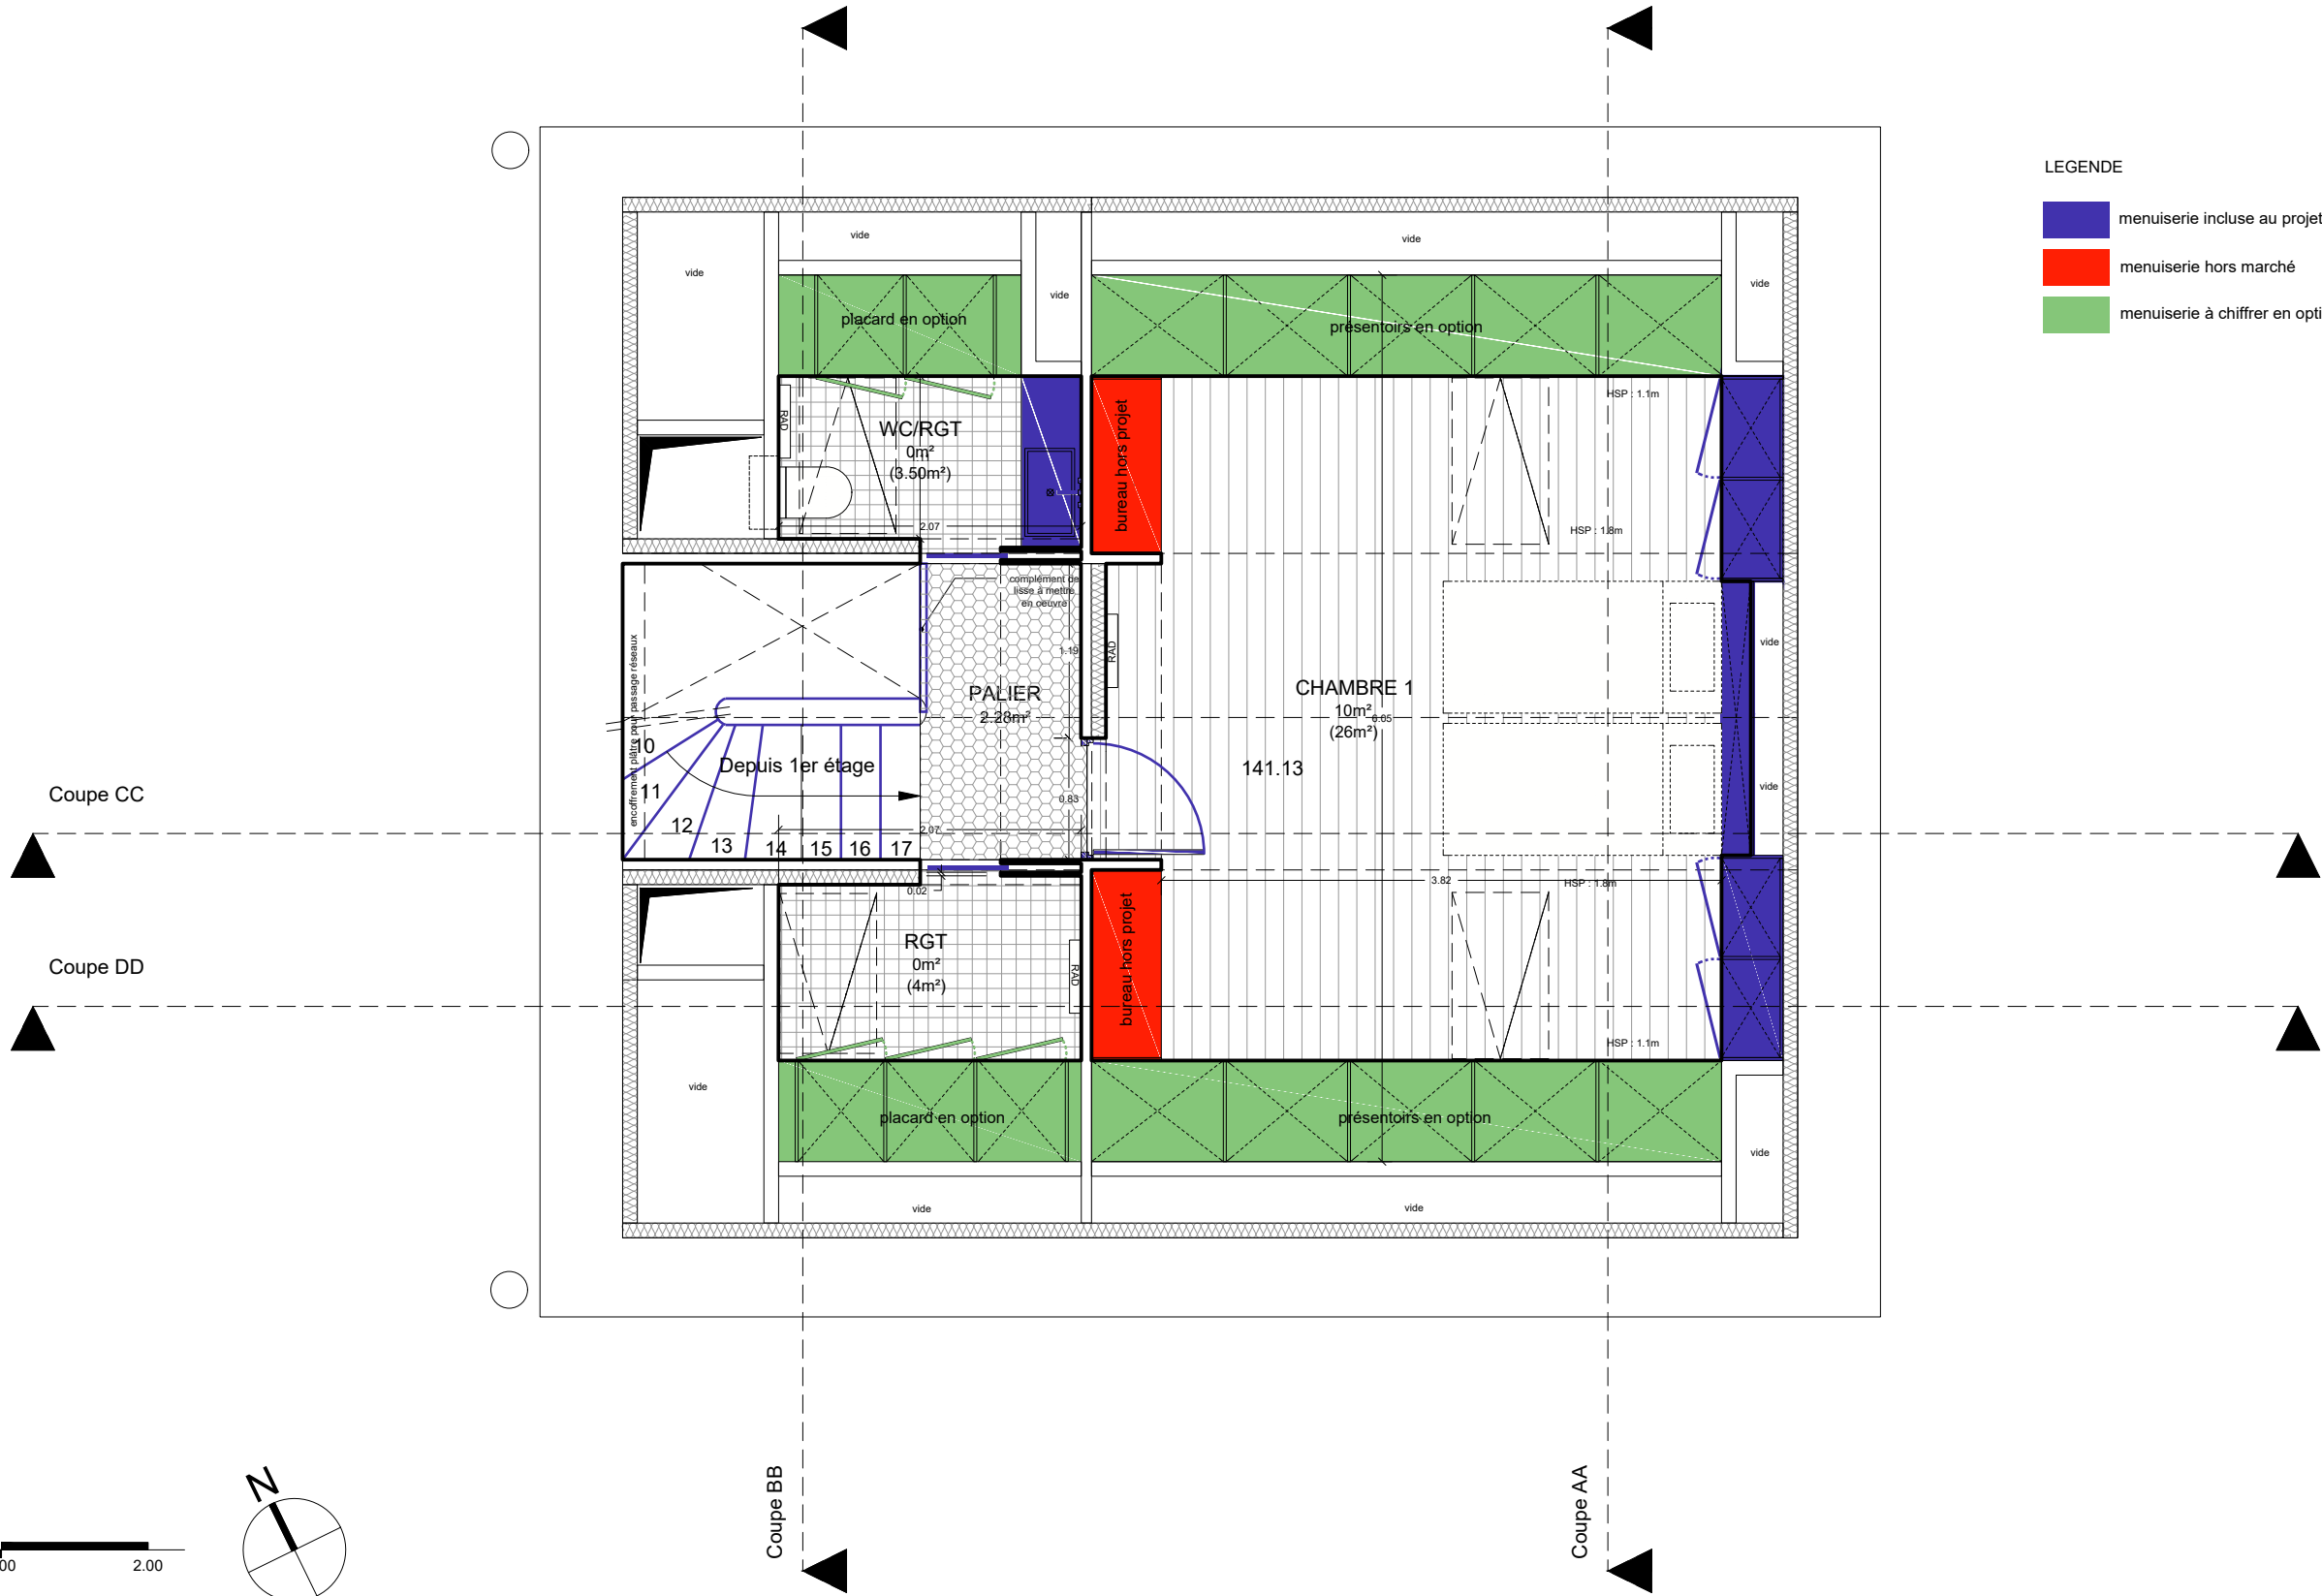 LEGENDE
menuiserie incluse au projet
menuiserie hors marché
menuiserie à chiffrer en opti
vide
vide
vide
vide
vide
placard en option
présentoirs en option
HSP : 1.1m
RAD
WC/RGT
0m²
(3.50m²)
bureau hors projet
2.07
HSP : 1.8m
complément de
lisse à mettre
en oeuvre
encoffrement plâtre pour passage réseaux
1.19
RAD
vide
PALIER
2.28m²
CHAMBRE 1
10m²
(26m²)
6.05
10
Depuis 1er étage
141.13
11
vide
0.83
Coupe CC
12
13
14
15
16
17
2.07
0.02
3.82
HSP : 1.8m
RGT
0m²
(4m²)
RAD
bureau hors projet
Coupe DD
HSP : 1.1m
vide
placard en option
présentoirs en option
vide
vide
vide
Coupe BB
Coupe AA
N
00
2.00